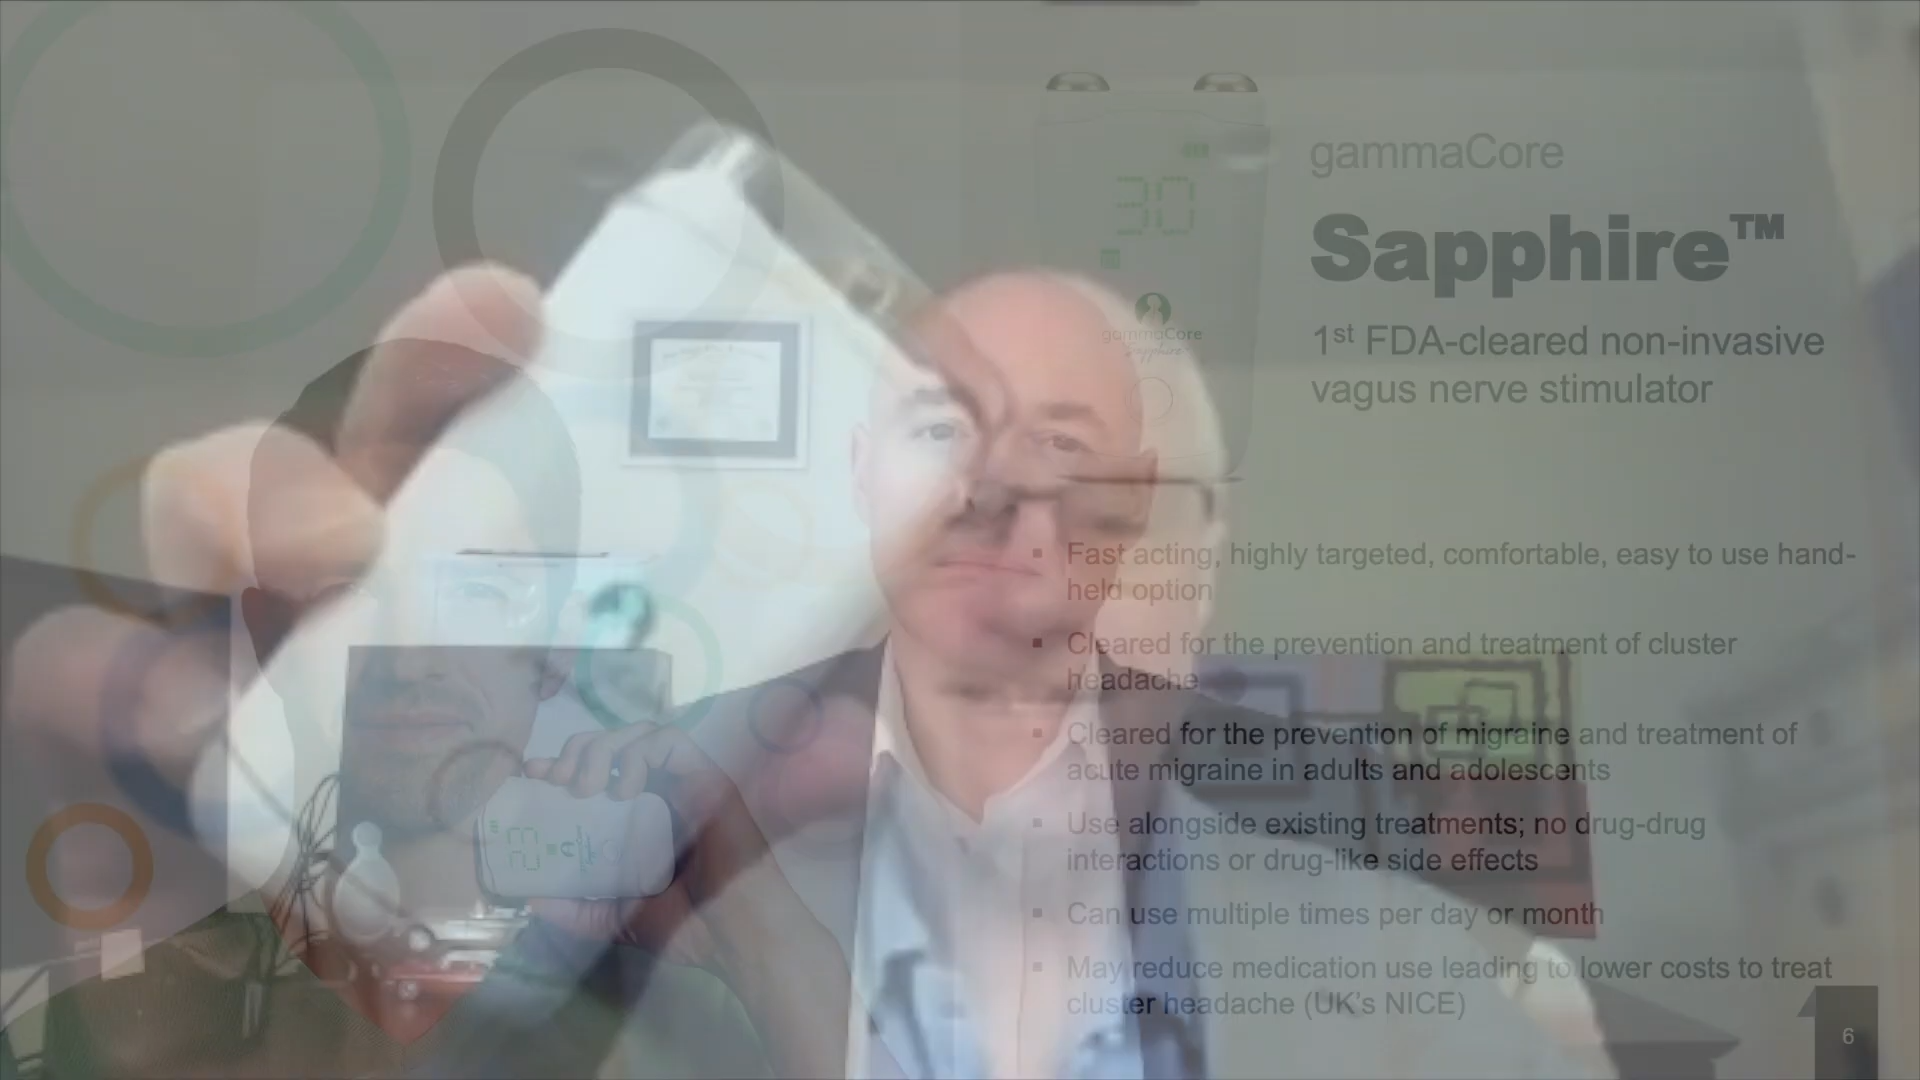 30
gammaCore
Sapphire
gammaCore
Sapphire™
1st FDA-cleared non-invasive
vagus nerve stimulator
▪ Fast acting, highly targeted, comfortable, easy to use hand-
held option
▪ Cleared for the prevention and treatment of cluster
headache
▪ Cleared for the prevention of migraine and treatment of
acute migraine in adults and adolescents
▪ Use alongside existing treatments; no drug-drug
interactions or drug-like side effects
▪ Can use multiple times per day or month
▪ May reduce medication use leading to lower costs to treat
cluster headache (UK's NICE)
23
6